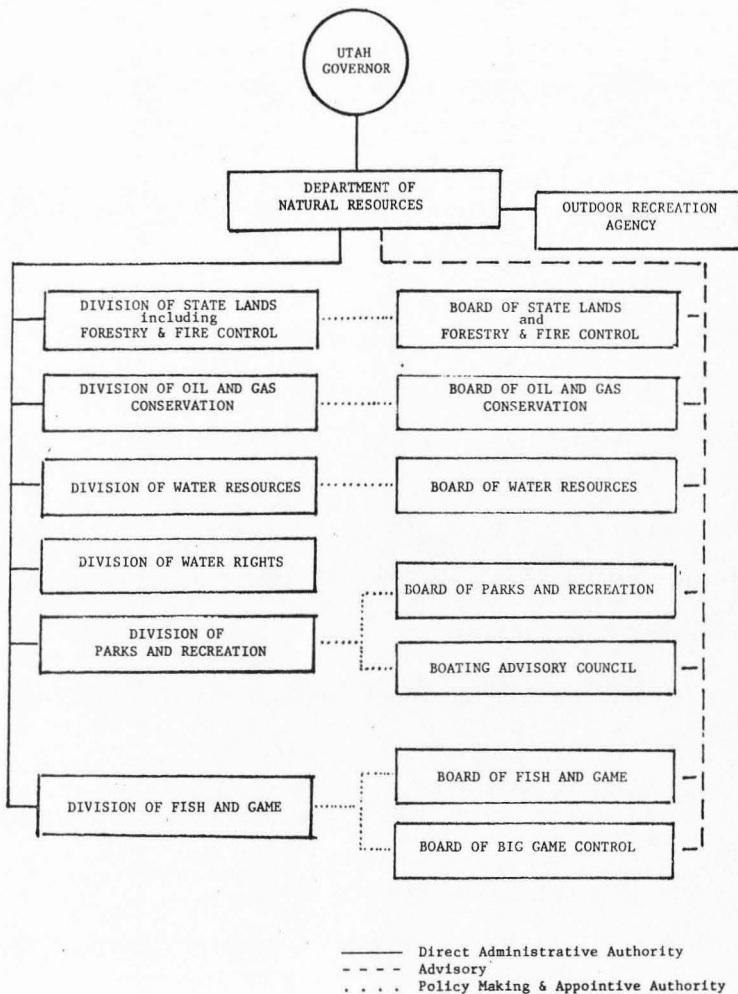 UTAH
GOVERNOR
DEPARTMENT OF
NATURAL RESOURCES
OUTDOOR RECREATION
AGENCY
DIVISION OF STATE LANDS
including
FORESTRY & FIRE CONTROL
BOARD OF STATE LANDS
and
FORESTRY & FIRE CONTROL
DIVISION OF OIL AND GAS
CONSERVATION
BOARD OF OIL AND GAS
CONSERVATION
DIVISION OF WATER RESOURCES
BOARD OF WATER RESOURCES
DIVISION OF WATER RIGHTS
BOARD OF PARKS AND RECREATION
DIVISION OF
PARKS AND RECREATION
BOATING ADVISORY COUNCIL
BOARD OF FISH AND GAME
DIVISION OF FISH AND GAME
BOARD OF BIG GAME CONTROL
Direct Administrative Authority
Advisory
Policy Making & Appointive Authority